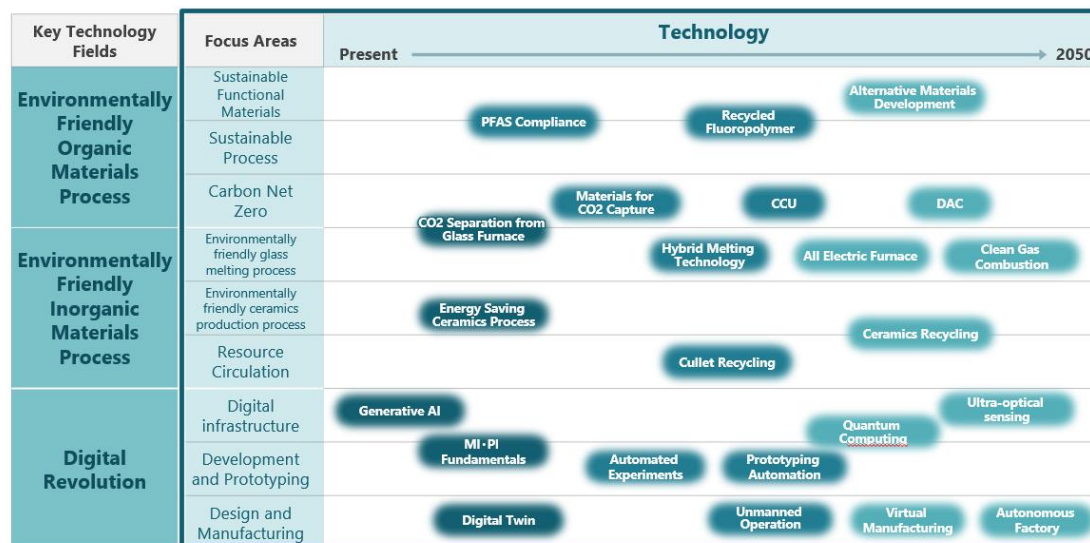 Key Technology
Fields
Focus Areas
Technology
Present
2050
Environmentally
Friendly
Organic
Materials
Process
Sustainable
Functional
Materials
PFAS Compliance
Recycled
Fluoropolymer
Alternative Materials
Development
Sustainable
Process
Carbon Net
Zero
CO2 Separation from
Glass Furnace
Materials for
CO2 Capture
CCU
DAC
Environmentally
Friendly
Inorganic
Materials
Process
Environmentally
friendly glass
melting process
Hybrid Melting
Technology
All Electric Furnace
Clean Gas
Combustion
Environmentally
friendly ceramics
production process
Energy Saving
Ceramics Process
Ceramics Recycling
Resource
Circulation
Cullet Recycling
Digital
Revolution
Digital
infrastructure
Generative AI
Quantum
Computing
Ultra-optical
sensing
Development
and Prototyping
MI・PI
Fundamentals
Automated
Experiments
Prototyping
Automation
Design and
Manufacturing
Digital Twin
Unmanned
Operation
Virtual
Manufacturing
Autonomous
Factory